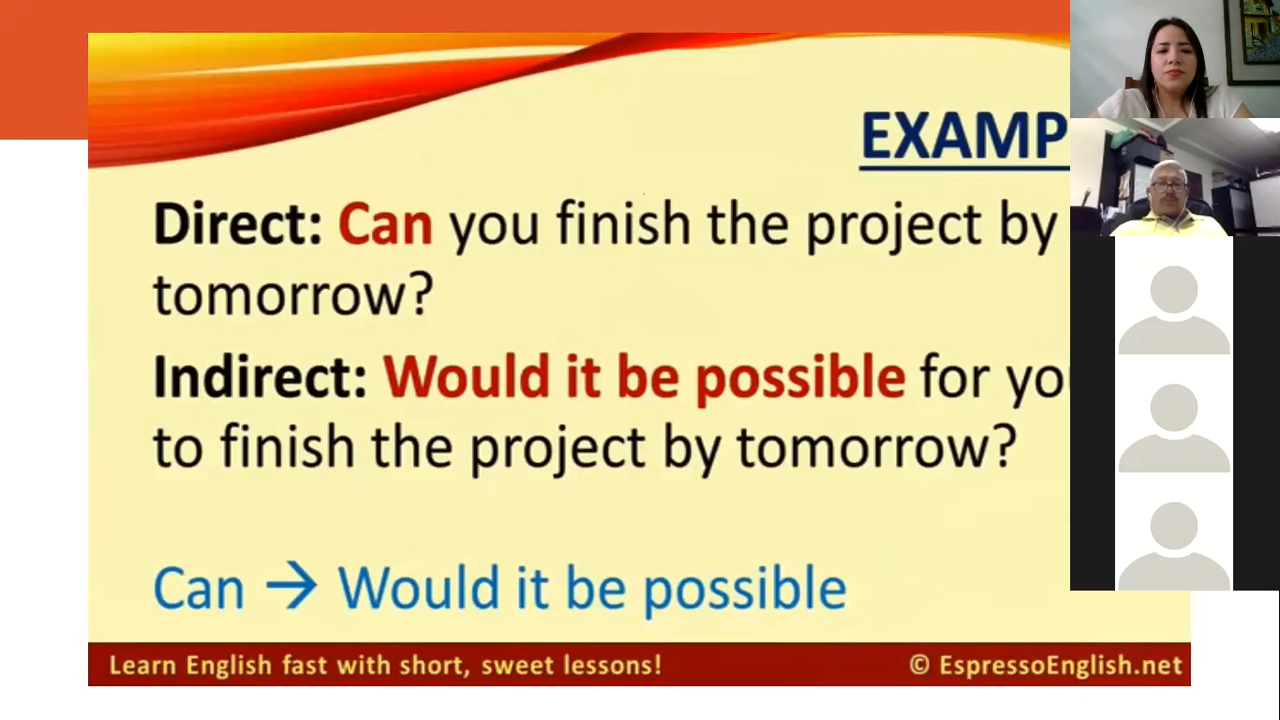 EXAMP
Direct: Can you finish the project by
tomorrow?
Indirect: Would it be possible for yo
to finish the project by tomorrow?
Can → Would it be possible
Learn English fast with short, sweet lessons!
© EspressoEnglish.net